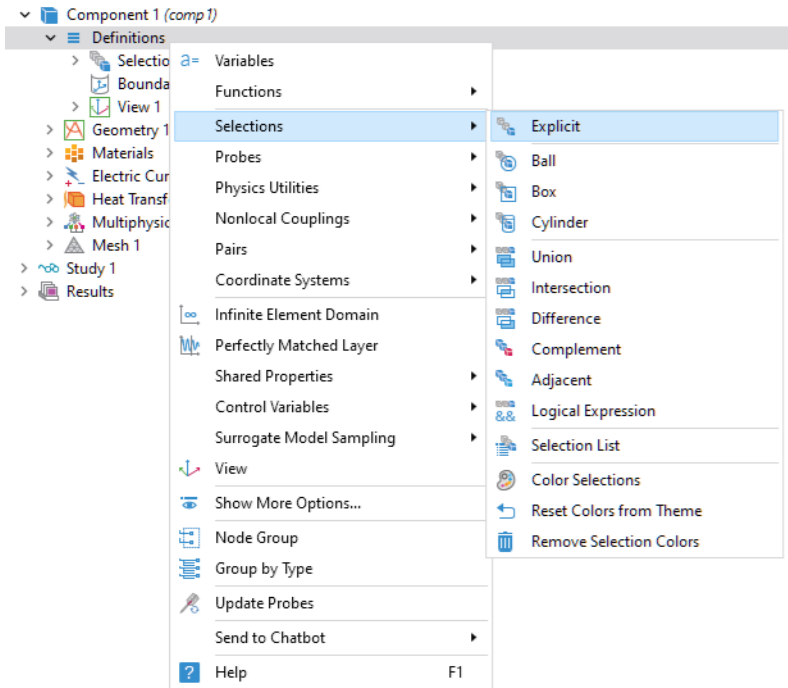 Component 1 (comp1)
Definitions
Selectio
Bounda
View 1
Geometry 1
Materials
Electric Cur
Heat Transf
Multiphysic
Mesh 1
Study 1
Results
a= Variables
Functions
Selections
Probes
Physics Utilities
Nonlocal Couplings
Pairs
Coordinate Systems
Infinite Element Domain
Perfectly Matched Layer
Shared Properties
Control Variables
Surrogate Model Sampling
View
Show More Options...
Node Group
Group by Type
Update Probes
Send to Chatbot
? Help F1
Explicit
Ball
Box
Cylinder
Union
Intersection
Difference
Complement
Adjacent
&& Logical Expression
Selection List
Color Selections
Reset Colors from Theme
Remove Selection Colors